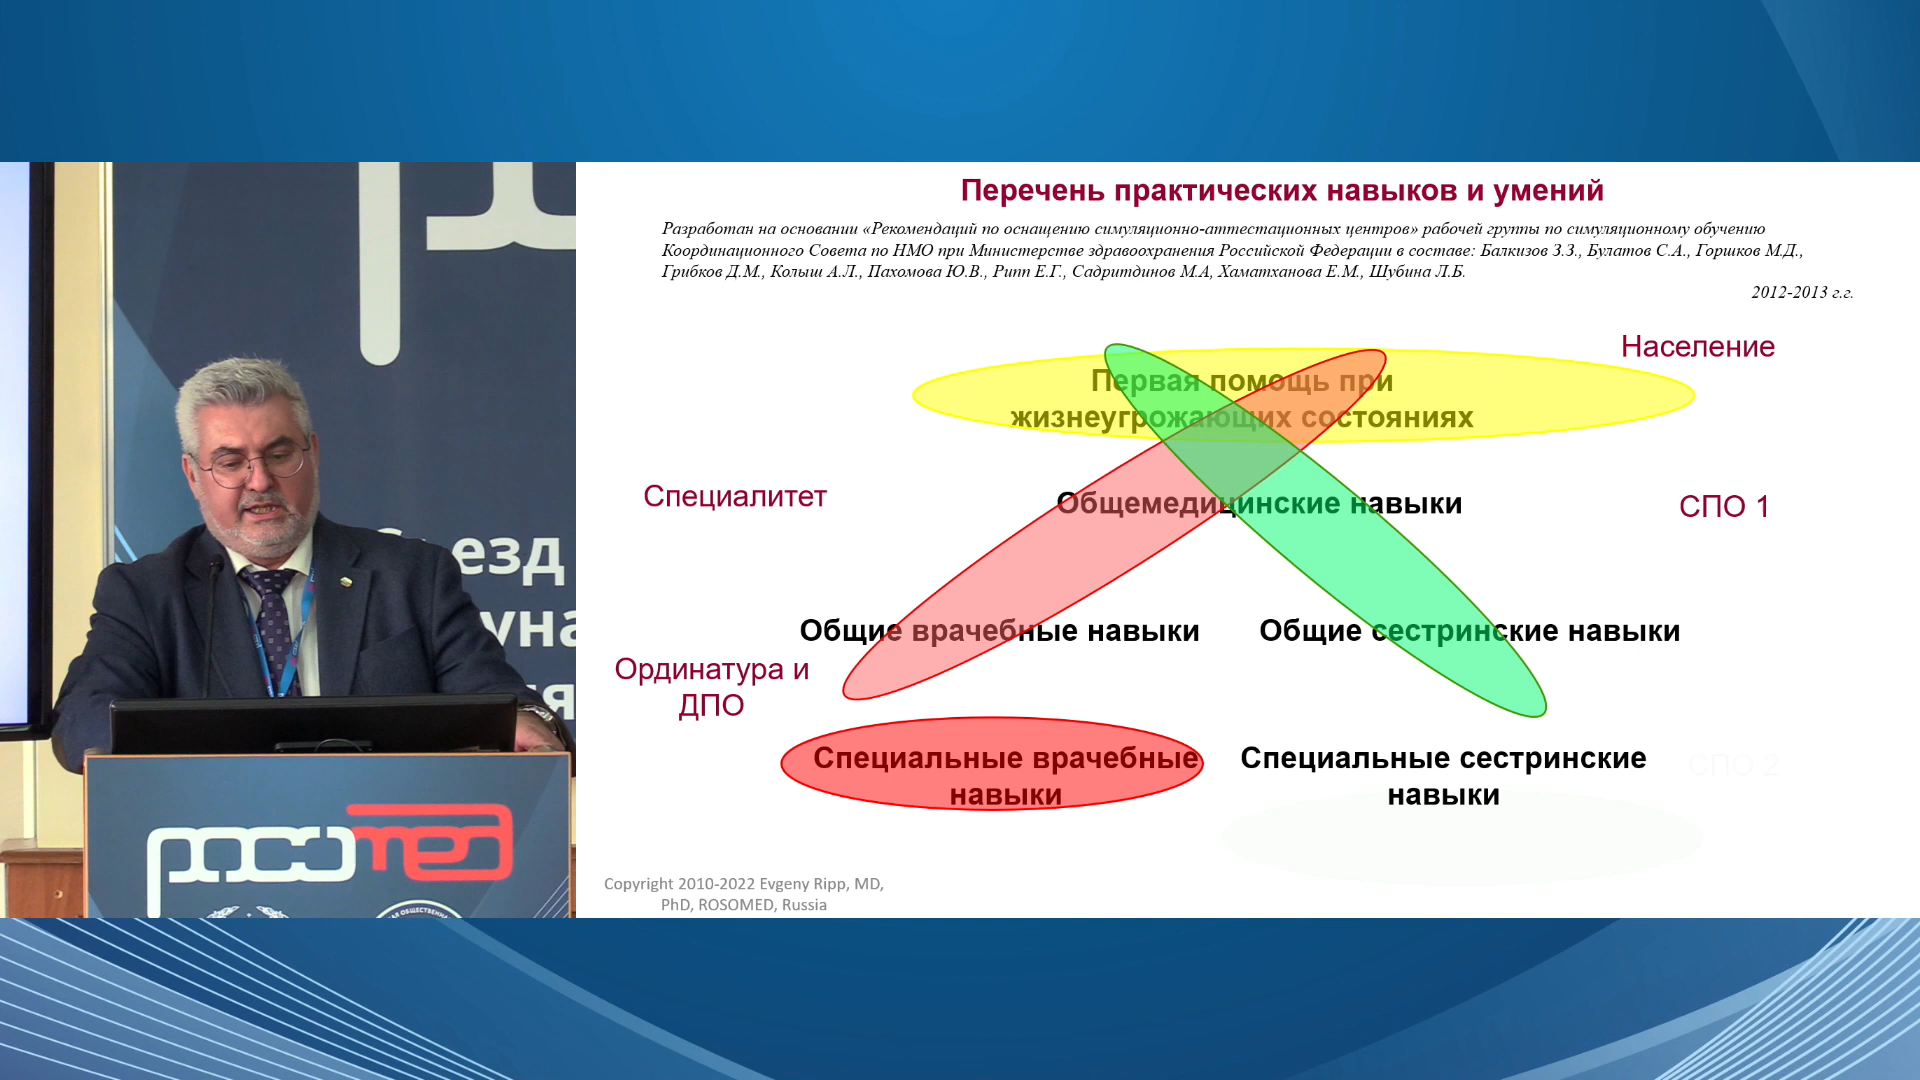 Перечень практических навыков и умений
Разработан на основании «Рекомендаций по оснащению симуляционно-аттестационных центров» рабочей группы по симуляционному обучению
Координационного Совета по НМО при Министерстве здравоохранения Российской Федерации в составе: Балкизов З.З., Булатов С.А., Горшков М.Д.,
Грибков Д.М., Колыш А.Л., Пахомова Ю.В., Рипп Е.Г., Садритдинов М.А, Хаматханова Е.М., Шубина Л.Б.
2012-2013 г.г.
Население
Первая помощь при
жизнеугрожающих состояниях
Специалитет
Общемедицинские навыки
СПО 1
Общие врачебные навыки
Общие сестринские навыки
Ординатура и
ДПО
Специальные врачебные
навыки
Специальные сестринские
навыки
СПО 2
Copyright 2010-2022 Evgeny Ripp, MD,
PhD, ROSOMED, Russia
росомед